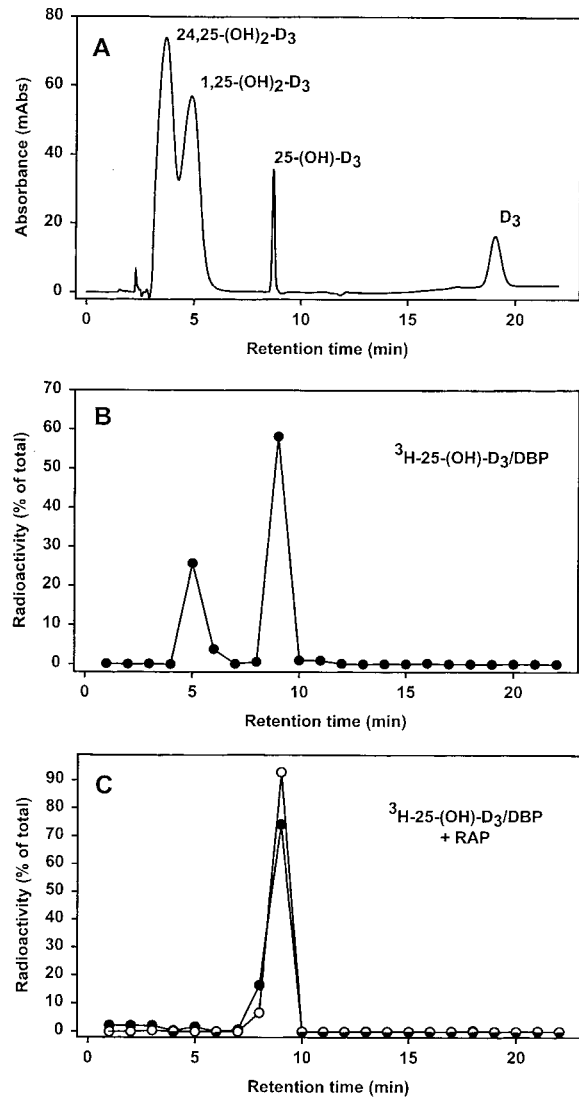 A
24,25-(OH)2-D3
1,25-(OH)2-D3
25-(OH)-D3
D3
Absorbance (mAbs)
80
60
40
20
0
0 5 10 15 20
Retention time (min)
B
3H-25-(OH)-D3/DBP
Radioactivity (% of total)
70
60
50
40
30
20
10
0
0 5 10 15 20
Retention time (min)
C
3H-25-(OH)-D3/DBP
+ RAP
Radioactivity (% of total)
90
80
70
60
50
40
30
20
10
0
0 5 10 15 20
Retention time (min)